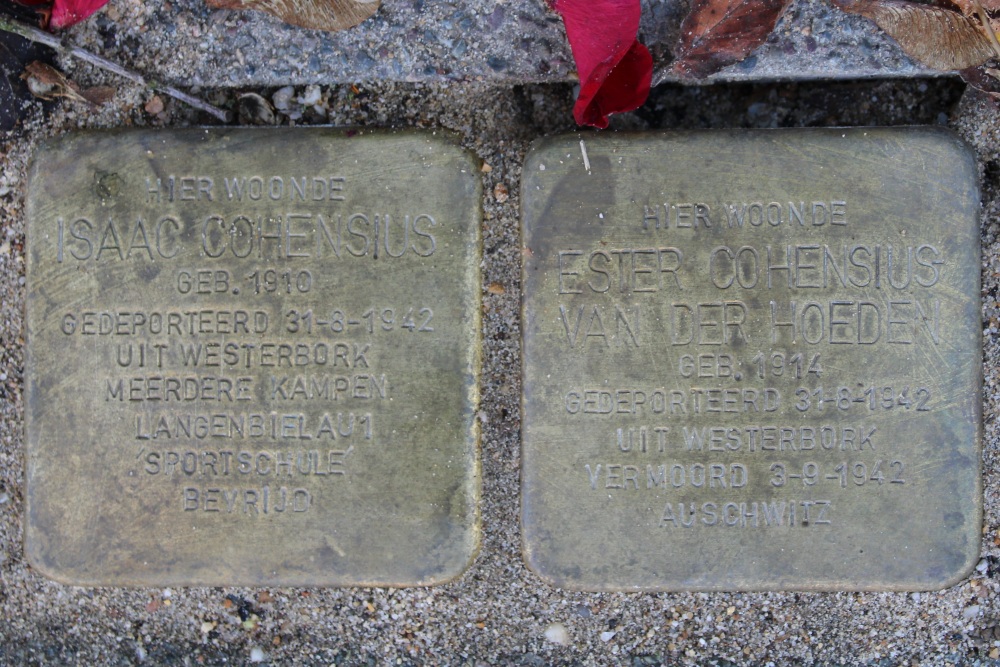 HIER WOONDE
ISAAC COHENSIUS
GEB. 1910
GEDEPORTEERD 31-8-1942
UIT WESTERBORK
MEERDERE KAMPEN
LANGENBIELAU 1
'SPORTSCHULE'
BEVRIJD
HIER WOONDE
ESTER COHENSIUS-
VAN DER HOEDEN
GEB. 1914
GEDEPORTEERD 31-8-1942
UIT WESTERBORK
VERMOORD 3-9-1942
AUSCHWITZ